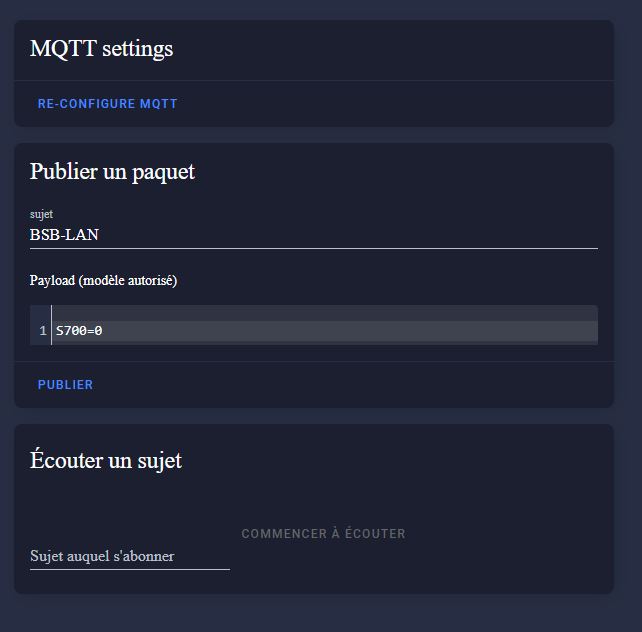 MQTT settings
RE-CONFIGURE MQTT
Publier un paquet
sujet
BSB-LAN
Payload (modèle autorisé)
1 S700=0
PUBLIER
Écouter un sujet
COMMENCER À ÉCOUTER
Sujet auquel s'abonner